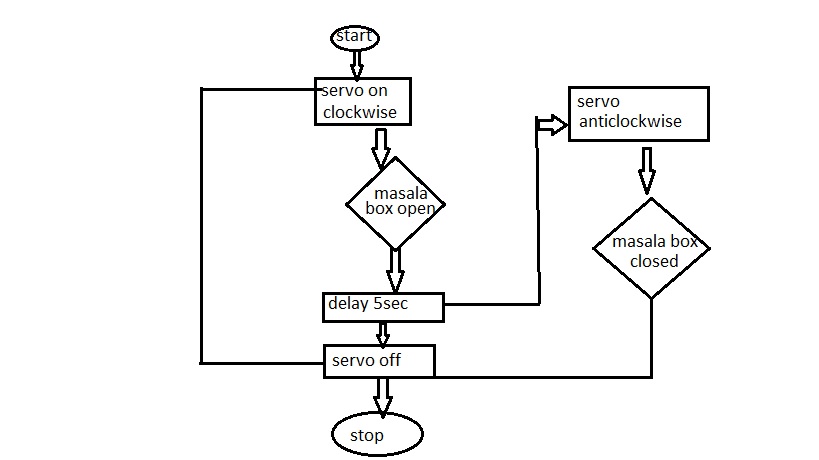 start
servo on
clockwise
masala
box open
delay 5sec
servo off
stop
servo
anticlockwise
masala box
closed